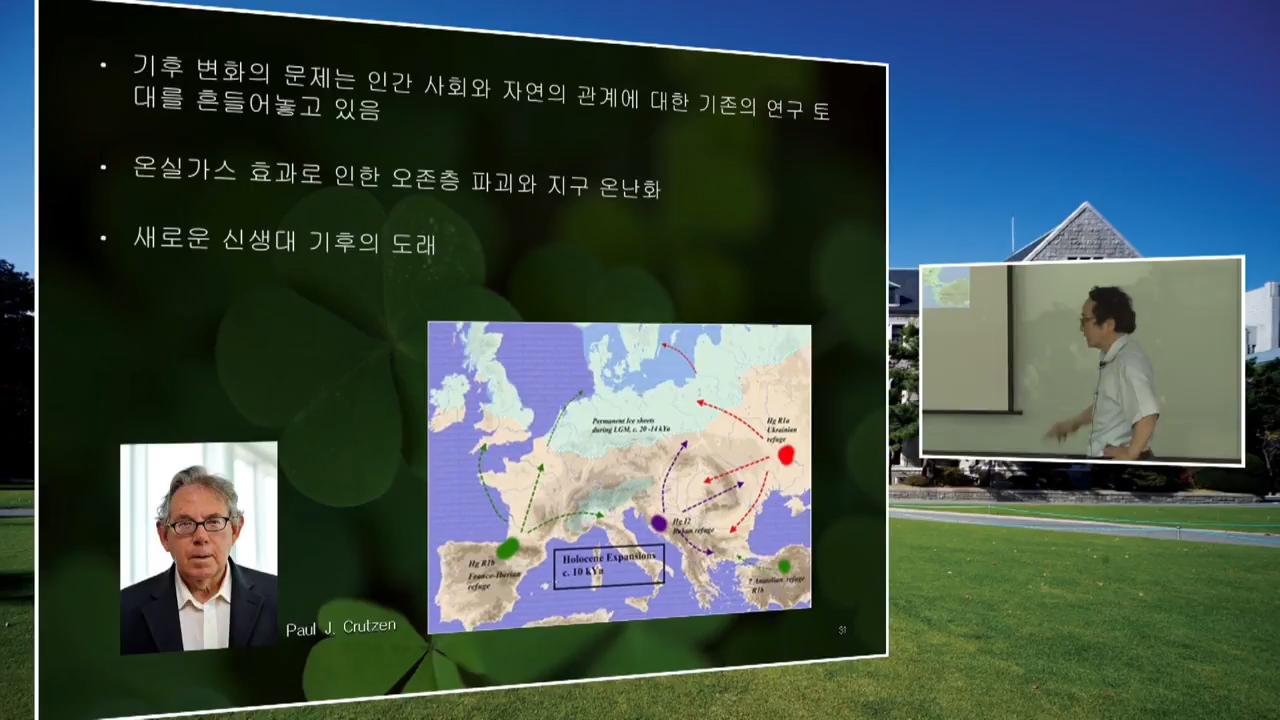 • 기후 변화의 문제는 인간 사회와 자연의 관계에 대한 기존의 연구 토
대를 흔들어놓고 있음
• 온실가스 효과로 인한 오존층 파괴와 지구 온난화
• 새로운 신생대 기후의 도래
Permanent Ice sheets
during LGM, c. 20 -14 kYa
Hg R1a
Ukrainian
refuge
Hg I2
Balkan refuge
Holocene Expansions
c. 10 kYa
Hg R1b
Franco-Iberian
refuge
? Anatolian refuge
R1b
Paul J. Crutzen
31